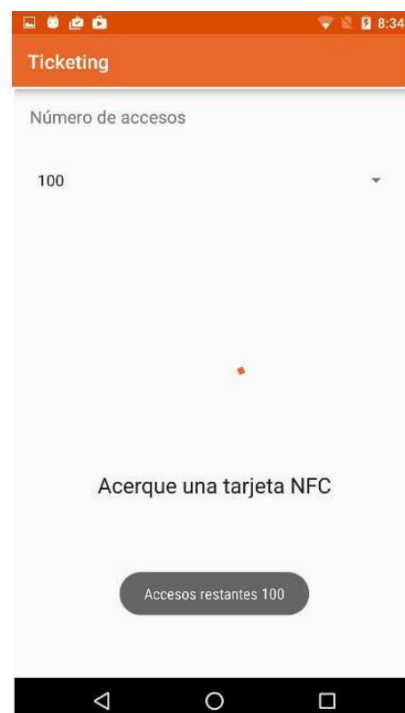 8:34
Ticketing
Número de accesos
100
Acerque una tarjeta NFC
Accesos restantes 100